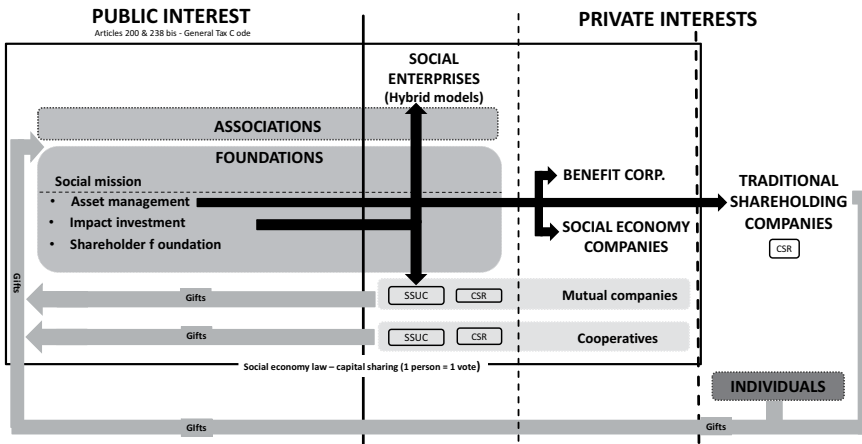 PUBLIC INTEREST
Articles 200 & 238 bis - General Tax C ode
PRIVATE INTERESTS
SOCIAL
ENTERPRISES
(Hybrid models)
ASSOCIATIONS
FOUNDATIONS
Social mission
• Asset management
• Impact investment
• Shareholder f oundation
BENEFIT CORP.
SOCIAL ECONOMY
COMPANIES
TRADITIONAL
SHAREHOLDING
COMPANIES
CSR
Gifts
Gifts
SSUC
CSR
Mutual companies
Gifts
SSUC
CSR
Cooperatives
Social economy law – capital sharing (1 person = 1 vote)
INDIVIDUALS
Gifts
Gifts